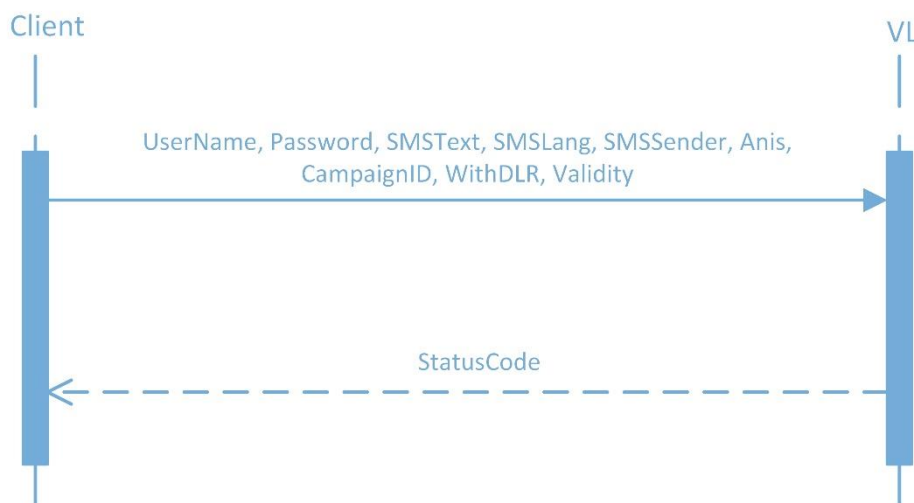 Client
VL
UserName, Password, SMSText, SMSLang, SMSSender, Anis,
CampaignID, WithDLR, Validity
StatusCode